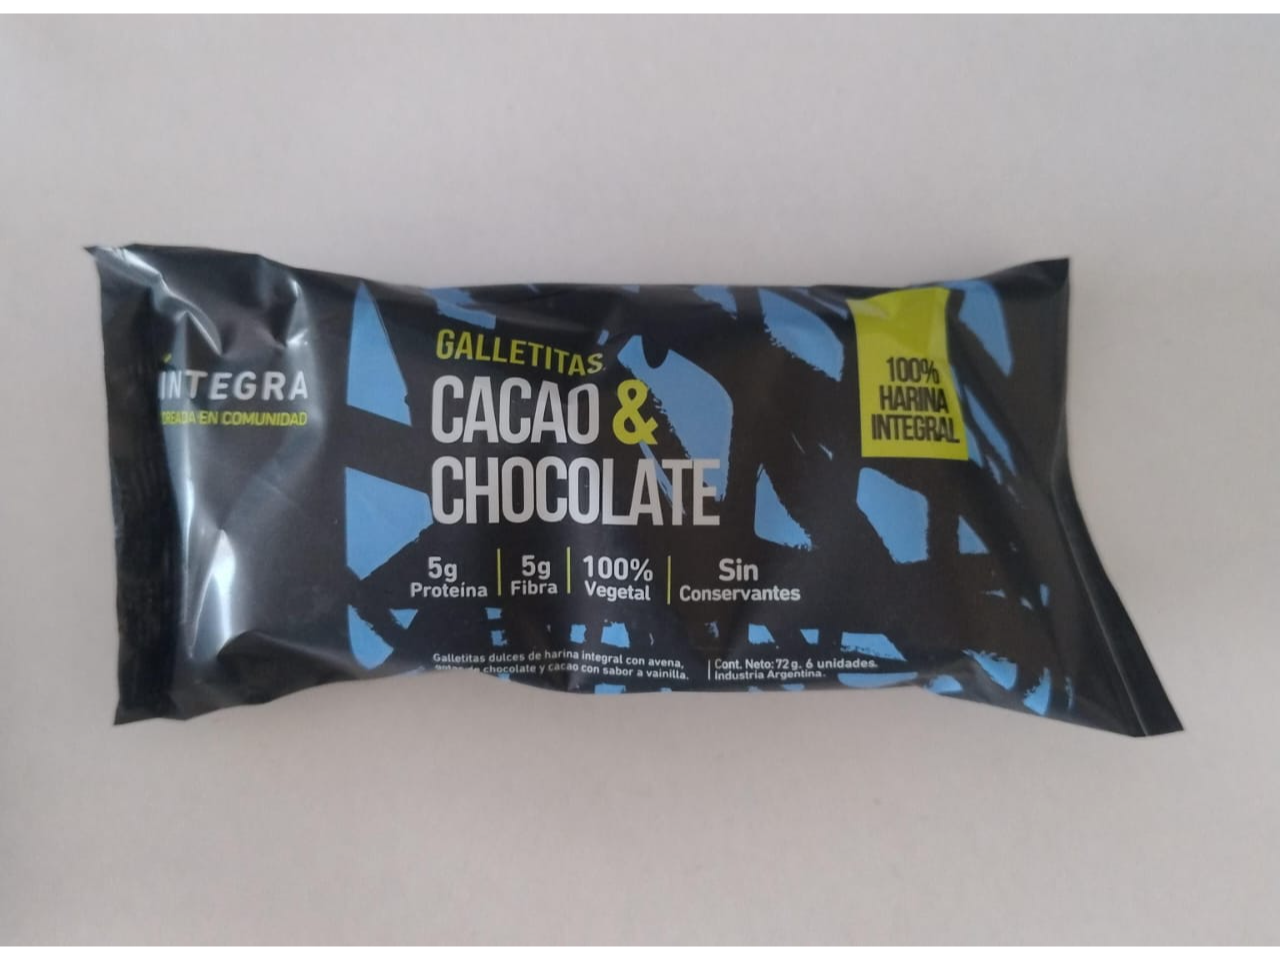 INTEGRA
CREADA EN COMUNIDAD
GALLETITAS
CACAO &
CHOCOLATE
5g
Proteína
5g
Fibra
100%
Vegetal
Sin
Conservantes
Galletitas dulces de harina integral con avena,
chocolate y cacao con sabor a vainilla.
Cont. Neto: 72 g. 6 unidades.
Industria Argentina.
100%
HARINA
INTEGRAL